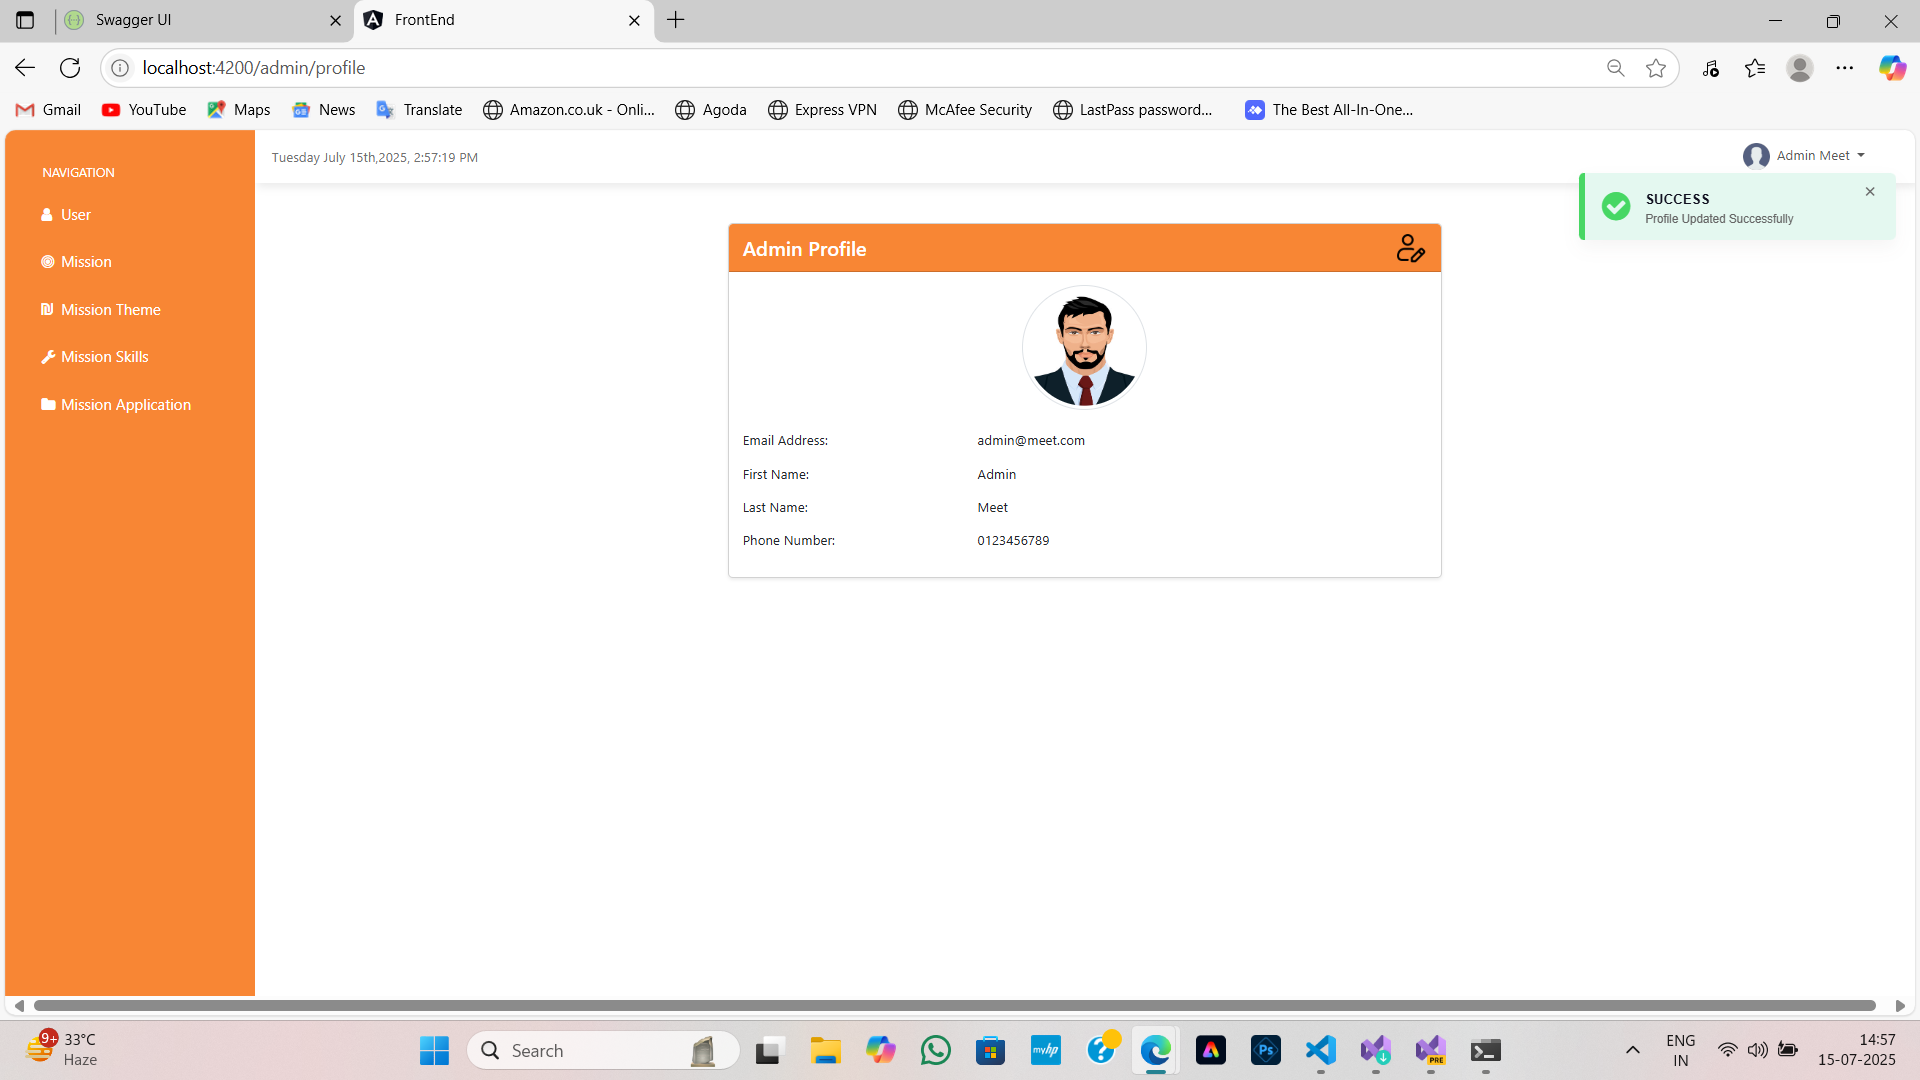 Swagger UI
FrontEnd
localhost:4200/admin/profile
Gmail
YouTube
Maps
News
Translate
Amazon.co.uk - Onli...
Agoda
Express VPN
McAfee Security
LastPass password...
The Best All-In-One...
NAVIGATION
User
Mission
Mission Theme
Mission Skills
Mission Application
Tuesday July 15th,2025, 2:57:19 PM
Admin Meet
SUCCESS
Profile Updated Successfully
Admin Profile
Email Address: admin@meet.com
First Name: Admin
Last Name: Meet
Phone Number: 0123456789
9+
33°C
Haze
Search
myhp
Ps
PRE
ENG
IN
14:57
15-07-2025